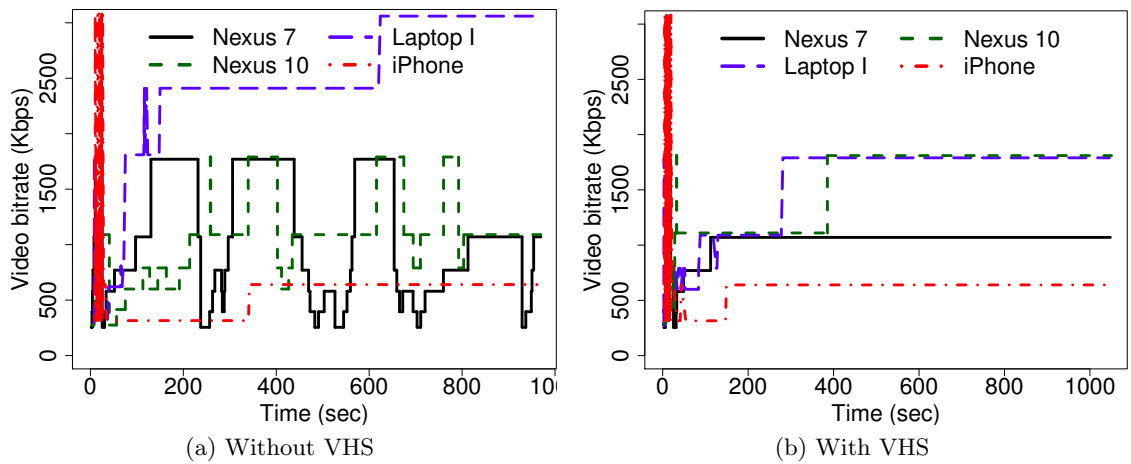 Video bitrate (Kbps)
0
500
1500
2500
Nexus 7
Nexus 10
Laptop I
iPhone
0
200
400
600
800
100
Time (sec)
(a) Without VHS
Video bitrate (Kbps)
0
500
1500
2500
Nexus 7
Laptop I
Nexus 10
iPhone
0
200
400
600
800
1000
Time (sec)
(b) With VHS